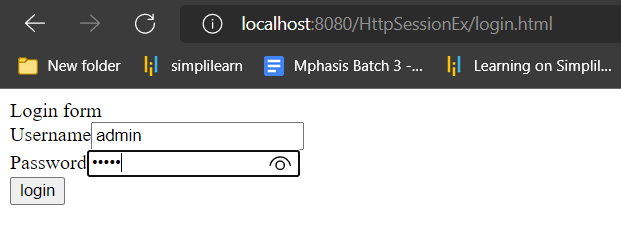 localhost:8080/HttpSessionEx/login.html
New folder simplilearn Mphasis Batch 3 -... Learning on Simplil...
Login form
Username admin
Password •••••
login